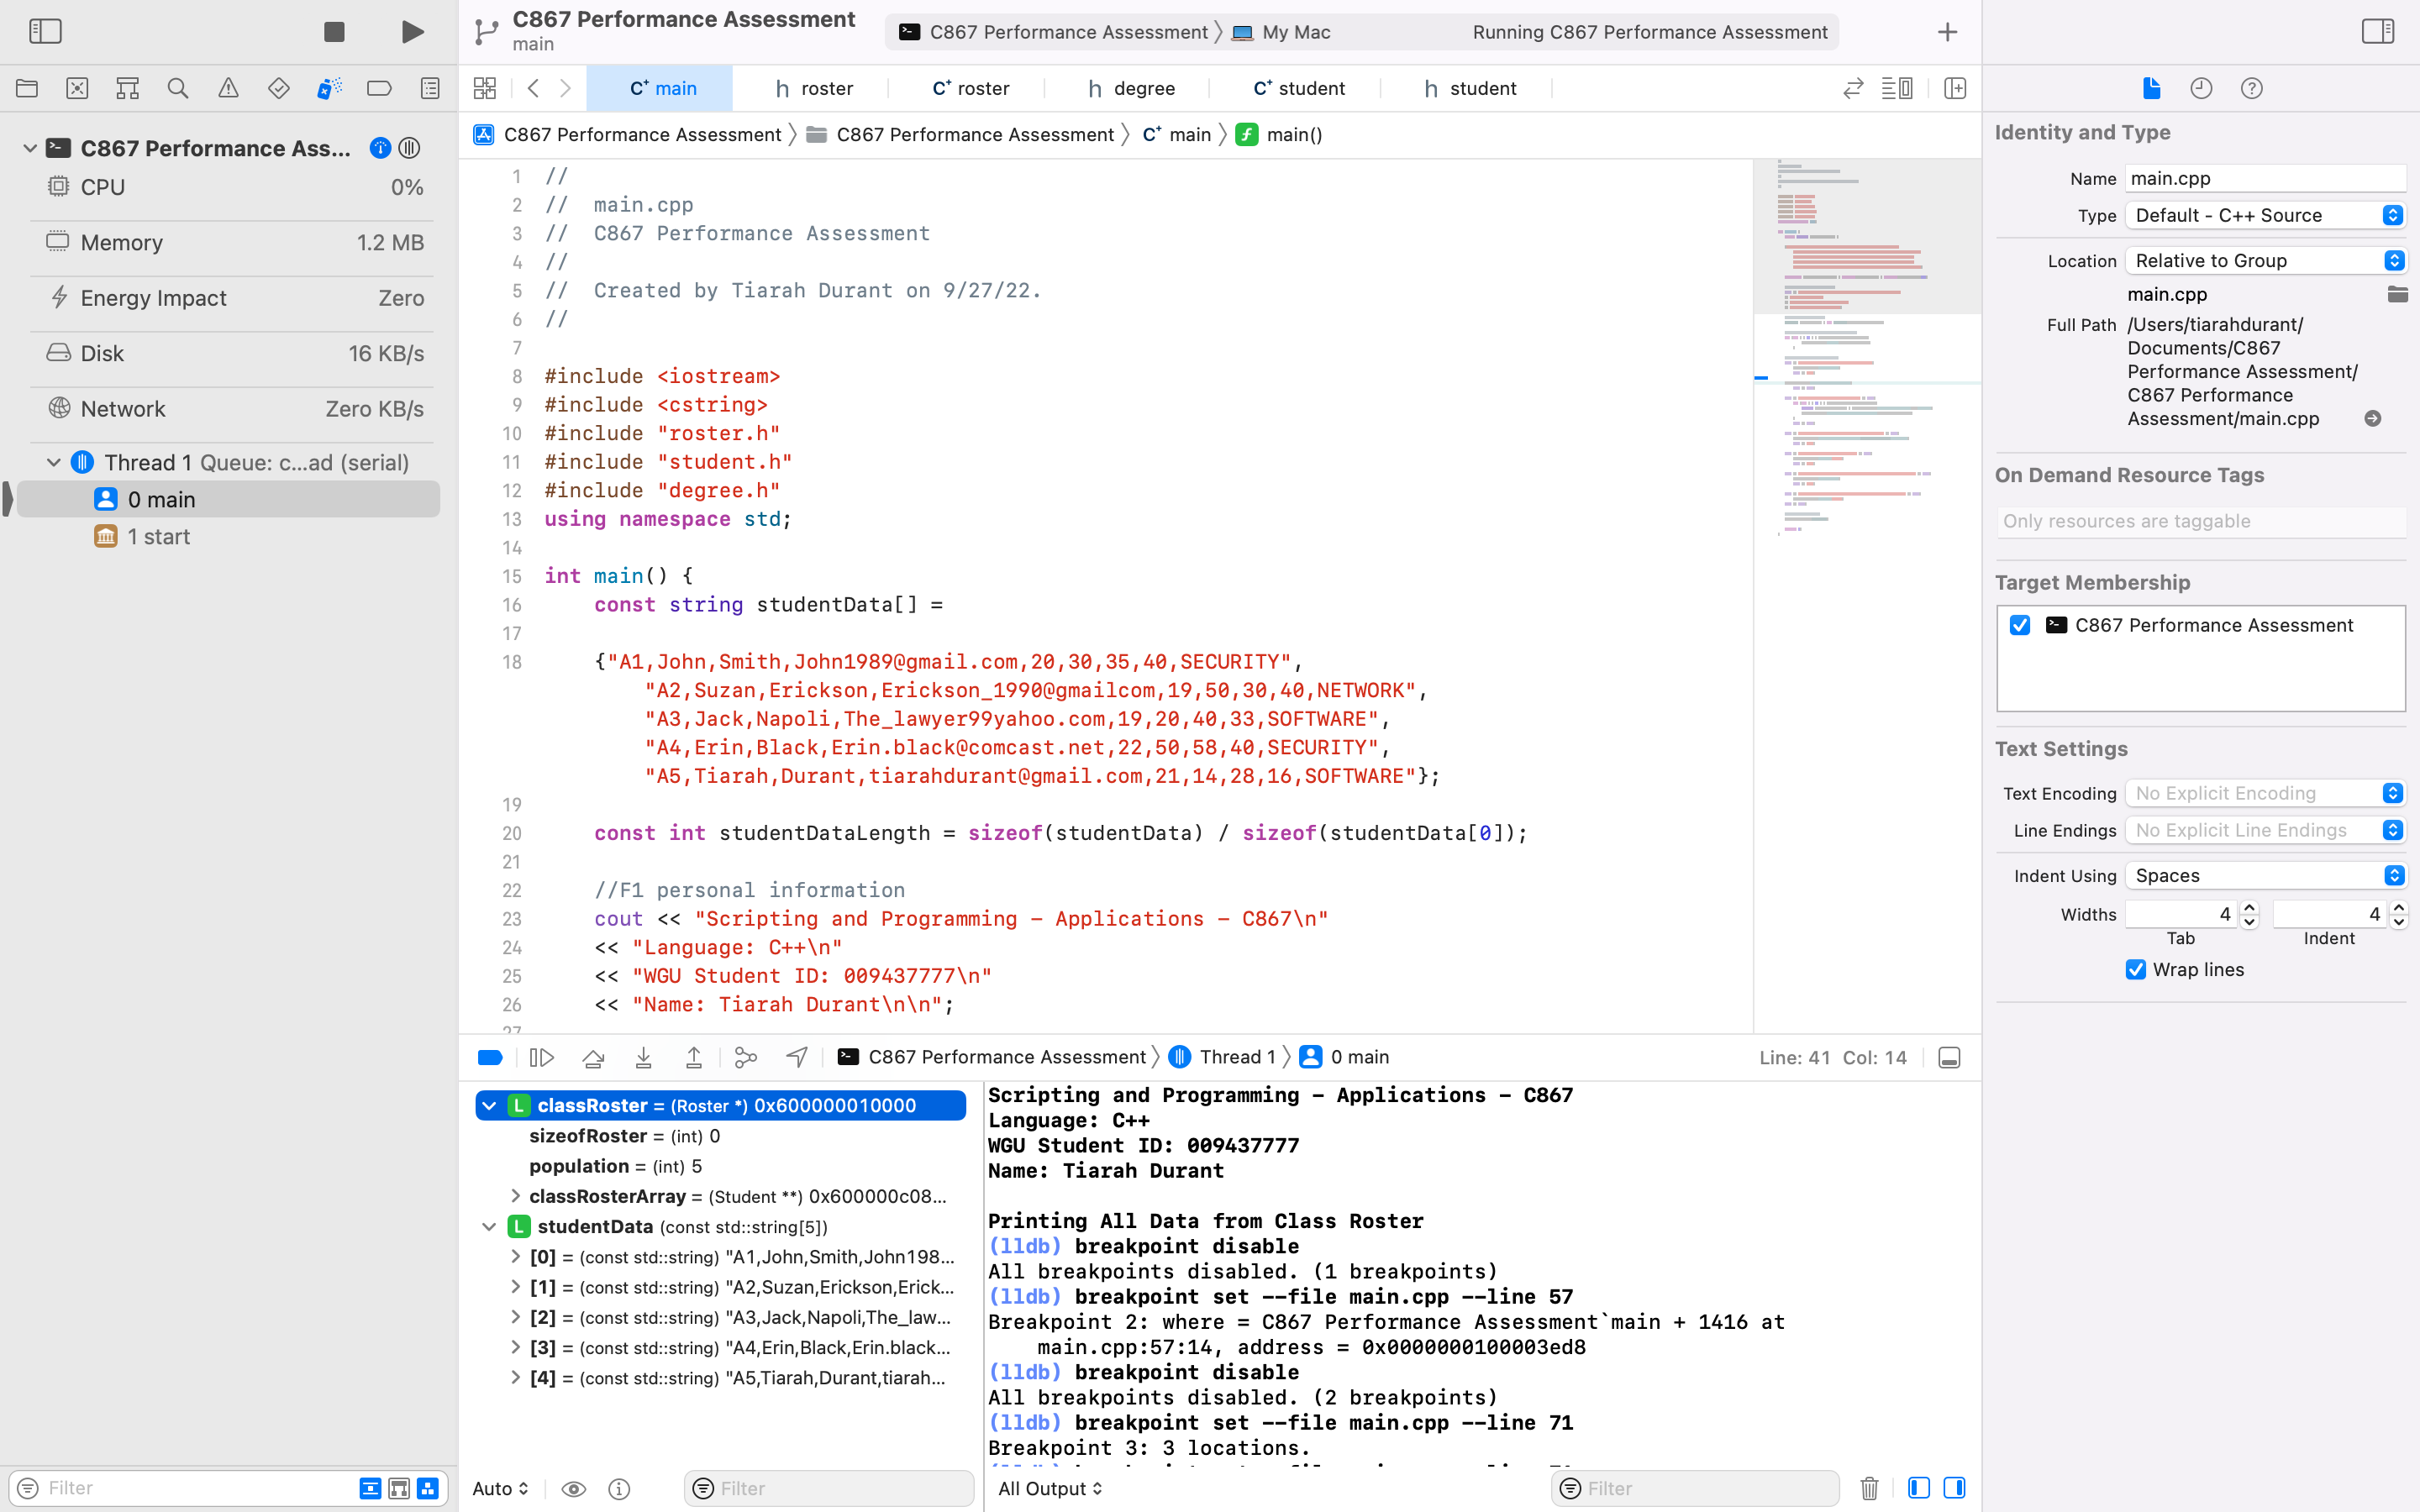 C867 Performance Assessment
main
C867 Performance Assessment
My Mac
Running C867 Performance Assessment
C+ main
h roster
C+ roster
h degree
C+ student
h student
C867 Performance Assessment
C867 Performance Assessment
C+ main
main()
C867 Performance Ass...
CPU 0%
Memory 1.2 MB
Energy Impact Zero
Disk 16 KB/s
Network Zero KB/s
Thread 1 Queue: c...ad (serial)
0 main
1 start
Filter
1 //
2 //  main.cpp
3 //  C867 Performance Assessment
4 //
5 //  Created by Tiarah Durant on 9/27/22.
6 //
7
8 #include <iostream>
9 #include <cstring>
10 #include "roster.h"
11 #include "student.h"
12 #include "degree.h"
13 using namespace std;
14
15 int main() {
16     const string studentData[] =
17
18     {"A1,John,Smith,John1989@gmail.com,20,30,35,40,SECURITY",
"A2,Suzan,Erickson,Erickson_1990@gmailcom,19,50,30,40,NETWORK",
"A3,Jack,Napoli,The_lawyer99yahoo.com,19,20,40,33,SOFTWARE",
"A4,Erin,Black,Erin.black@comcast.net,22,50,58,40,SECURITY",
"A5,Tiarah,Durant,tiarahdurant@gmail.com,21,14,28,16,SOFTWARE"};
19
20     const int studentDataLength = sizeof(studentData) / sizeof(studentData[0]);
21
22     //F1 personal information
23     cout << "Scripting and Programming – Applications – C867\n"
24     << "Language: C++\n"
25     << "WGU Student ID: 009437777\n"
26     << "Name: Tiarah Durant\n\n";
27
C867 Performance Assessment
Thread 1
0 main
Line: 41 Col: 14
L classRoster = (Roster *) 0x600000010000
sizeofRoster = (int) 0
population = (int) 5
classRosterArray = (Student **) 0x600000c08...
L studentData (const std::string[5])
[0] = (const std::string) "A1,John,Smith,John198...
[1] = (const std::string) "A2,Suzan,Erickson,Erick...
[2] = (const std::string) "A3,Jack,Napoli,The_law...
[3] = (const std::string) "A4,Erin,Black,Erin.black...
[4] = (const std::string) "A5,Tiarah,Durant,tiarah...
Auto
Filter
Scripting and Programming – Applications – C867
Language: C++
WGU Student ID: 009437777
Name: Tiarah Durant
Printing All Data from Class Roster
(lldb) breakpoint disable
All breakpoints disabled. (1 breakpoints)
(lldb) breakpoint set --file main.cpp --line 57
Breakpoint 2: where = C867 Performance Assessment`main + 1416 at
main.cpp:57:14, address = 0x0000000100003ed8
(lldb) breakpoint disable
All breakpoints disabled. (2 breakpoints)
(lldb) breakpoint set --file main.cpp --line 71
Breakpoint 3: 3 locations.
All Output
Filter
Identity and Type
Name main.cpp
Type Default - C++ Source
Location Relative to Group
main.cpp
Full Path /Users/tiarahdurant/
Documents/C867
Performance Assessment/
C867 Performance
Assessment/main.cpp
On Demand Resource Tags
Only resources are taggable
Target Membership
C867 Performance Assessment
Text Settings
Text Encoding No Explicit Encoding
Line Endings No Explicit Line Endings
Indent Using Spaces
Widths 4 4
Tab Indent
Wrap lines